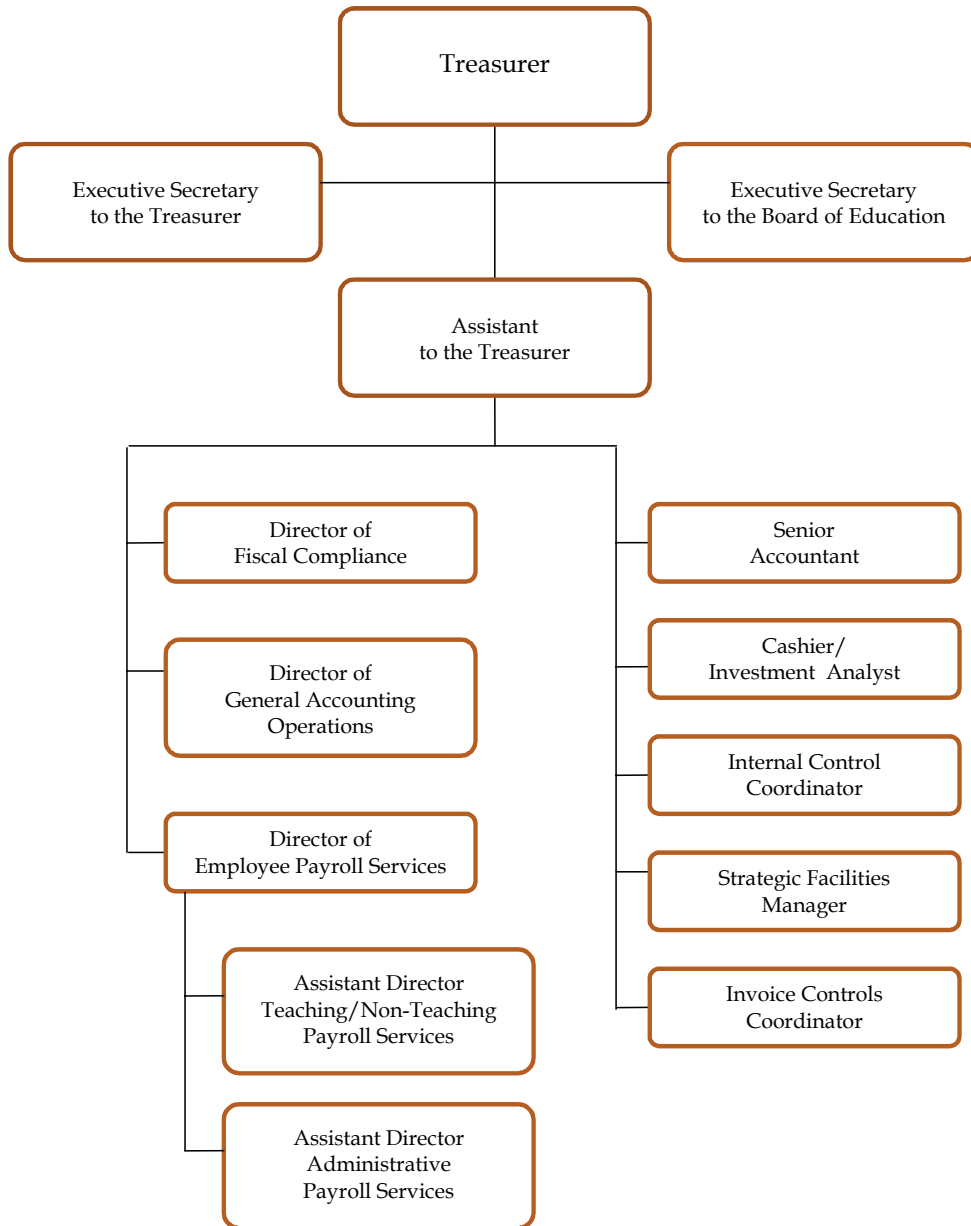 Treasurer
Executive Secretary
to the Treasurer
Executive Secretary
to the Board of Education
Assistant
to the Treasurer
Director of
Fiscal Compliance
Director of
General Accounting
Operations
Director of
Employee Payroll Services
Assistant Director
Teaching/Non-Teaching
Payroll Services
Assistant Director
Administrative
Payroll Services
Senior
Accountant
Cashier/
Investment Analyst
Internal Control
Coordinator
Strategic Facilities
Manager
Invoice Controls
Coordinator